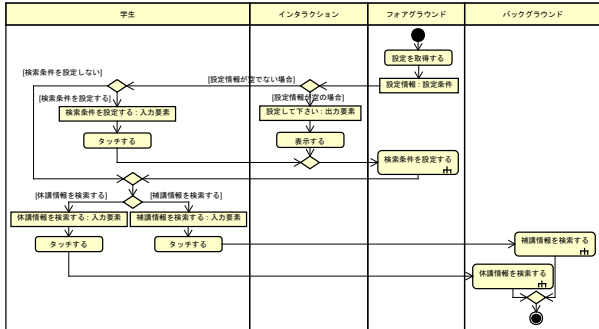 学生
インタラクション
フォアグラウンド
バックグラウンド
設定を取得する
[検索条件を設定しない]
[設定情報が空でない場合]
設定情報：設定条件
[検索条件を設定する]
[設定情報が空の場合]
検索条件を設定する：入力要素
設定して下さい：出力要素
タッチする
表示する
検索条件を設定する
[休講情報を検索する]
[補講情報を検索する]
休講情報を検索する：入力要素
補講情報を検索する：入力要素
タッチする
タッチする
補講情報を検索する
休講情報を検索する